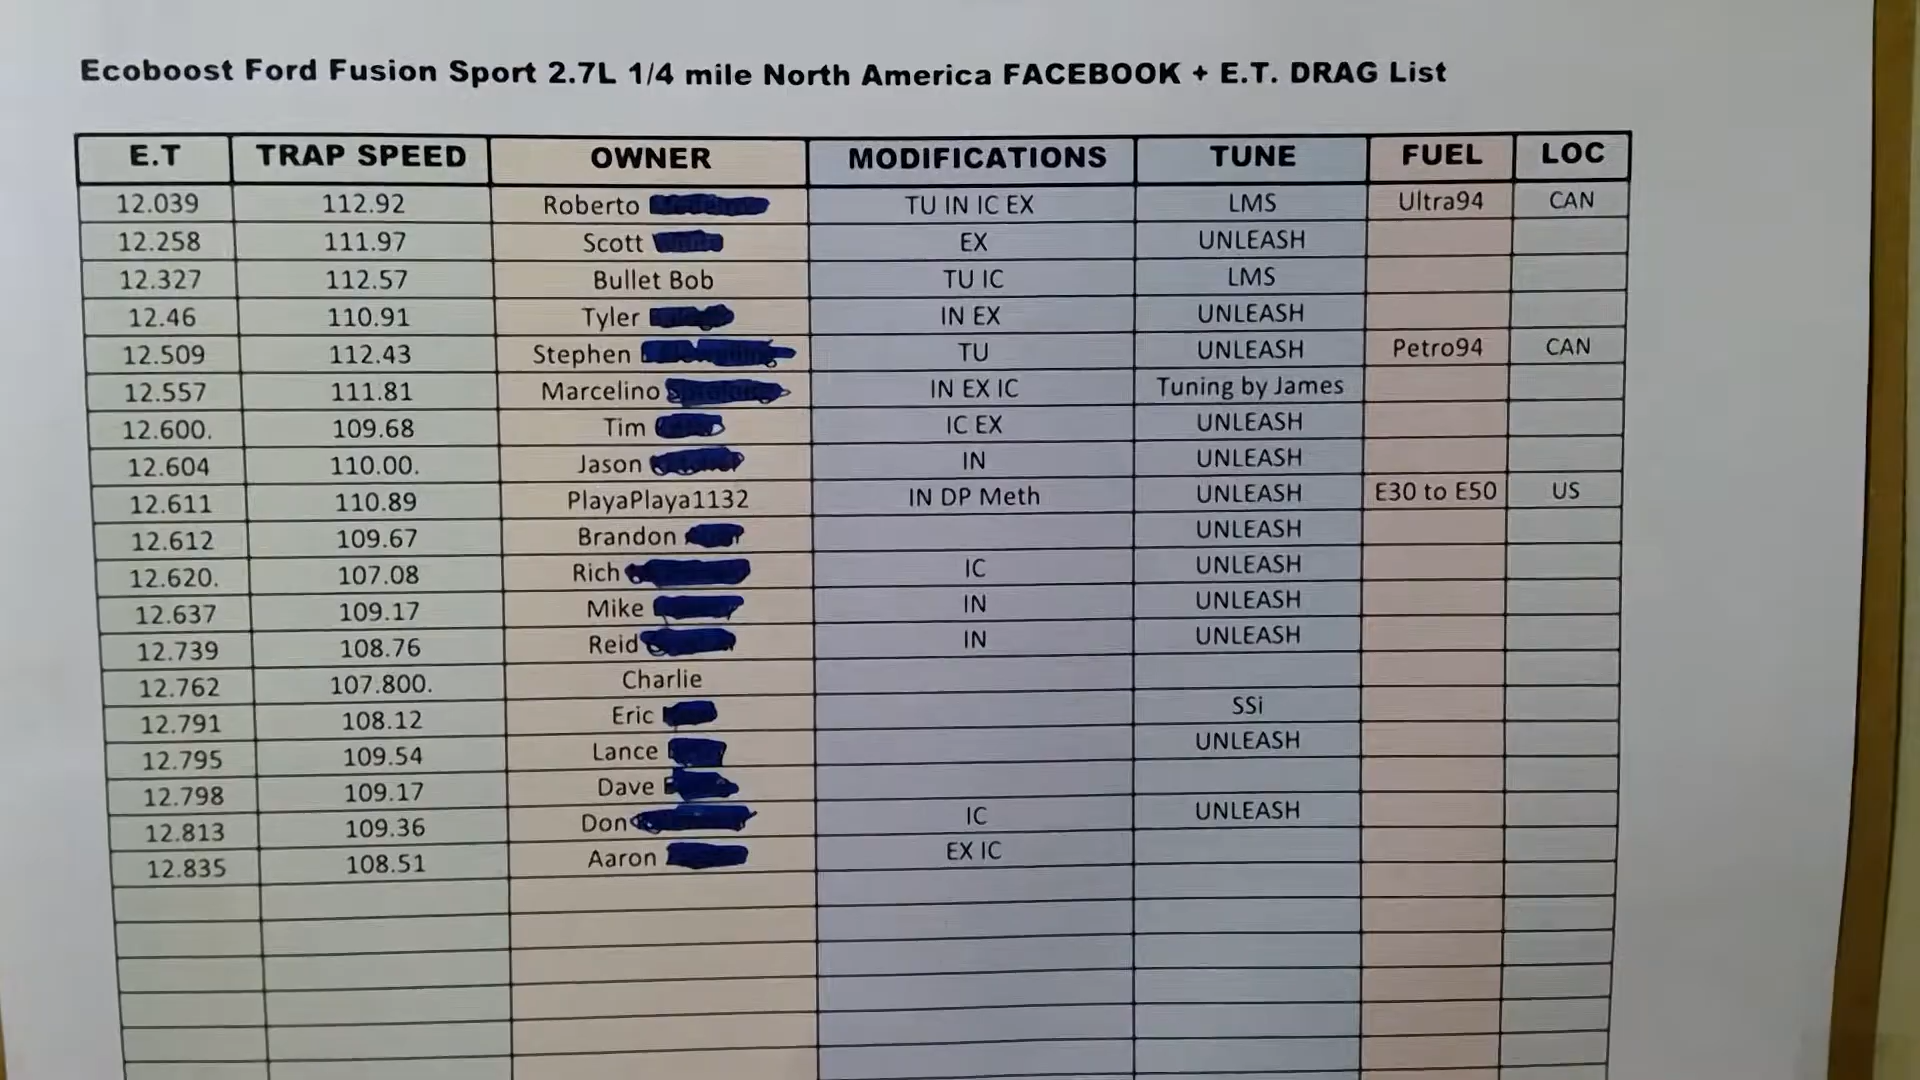 Ecoboost Ford Fusion Sport 2.7L 1/4 mile North America FACEBOOK + E.T. DRAG List
E.T TRAP SPEED OWNER MODIFICATIONS TUNE FUEL LOC
12.039 112.92 Roberto TU IN IC EX LMS Ultra94 CAN
12.258 111.97 Scott EX UNLEASH
12.327 112.57 Bullet Bob TU IC LMS
12.46 110.91 Tyler IN EX UNLEASH
12.509 112.43 Stephen TU UNLEASH Petro94 CAN
12.557 111.81 Marcelino IN EX IC Tuning by James
12.600. 109.68 Tim IC EX UNLEASH
12.604 110.00. Jason IN UNLEASH
12.611 110.89 PlayaPlaya1132 IN DP Meth UNLEASH E30 to E50 US
12.612 109.67 Brandon UNLEASH
12.620. 107.08 Rich IC UNLEASH
12.637 109.17 Mike IN UNLEASH
12.739 108.76 Reid IN UNLEASH
12.762 107.800. Charlie
12.791 108.12 Eric SSi
12.795 109.54 Lance UNLEASH
12.798 109.17 Dave
12.813 109.36 Don IC UNLEASH
12.835 108.51 Aaron EX IC